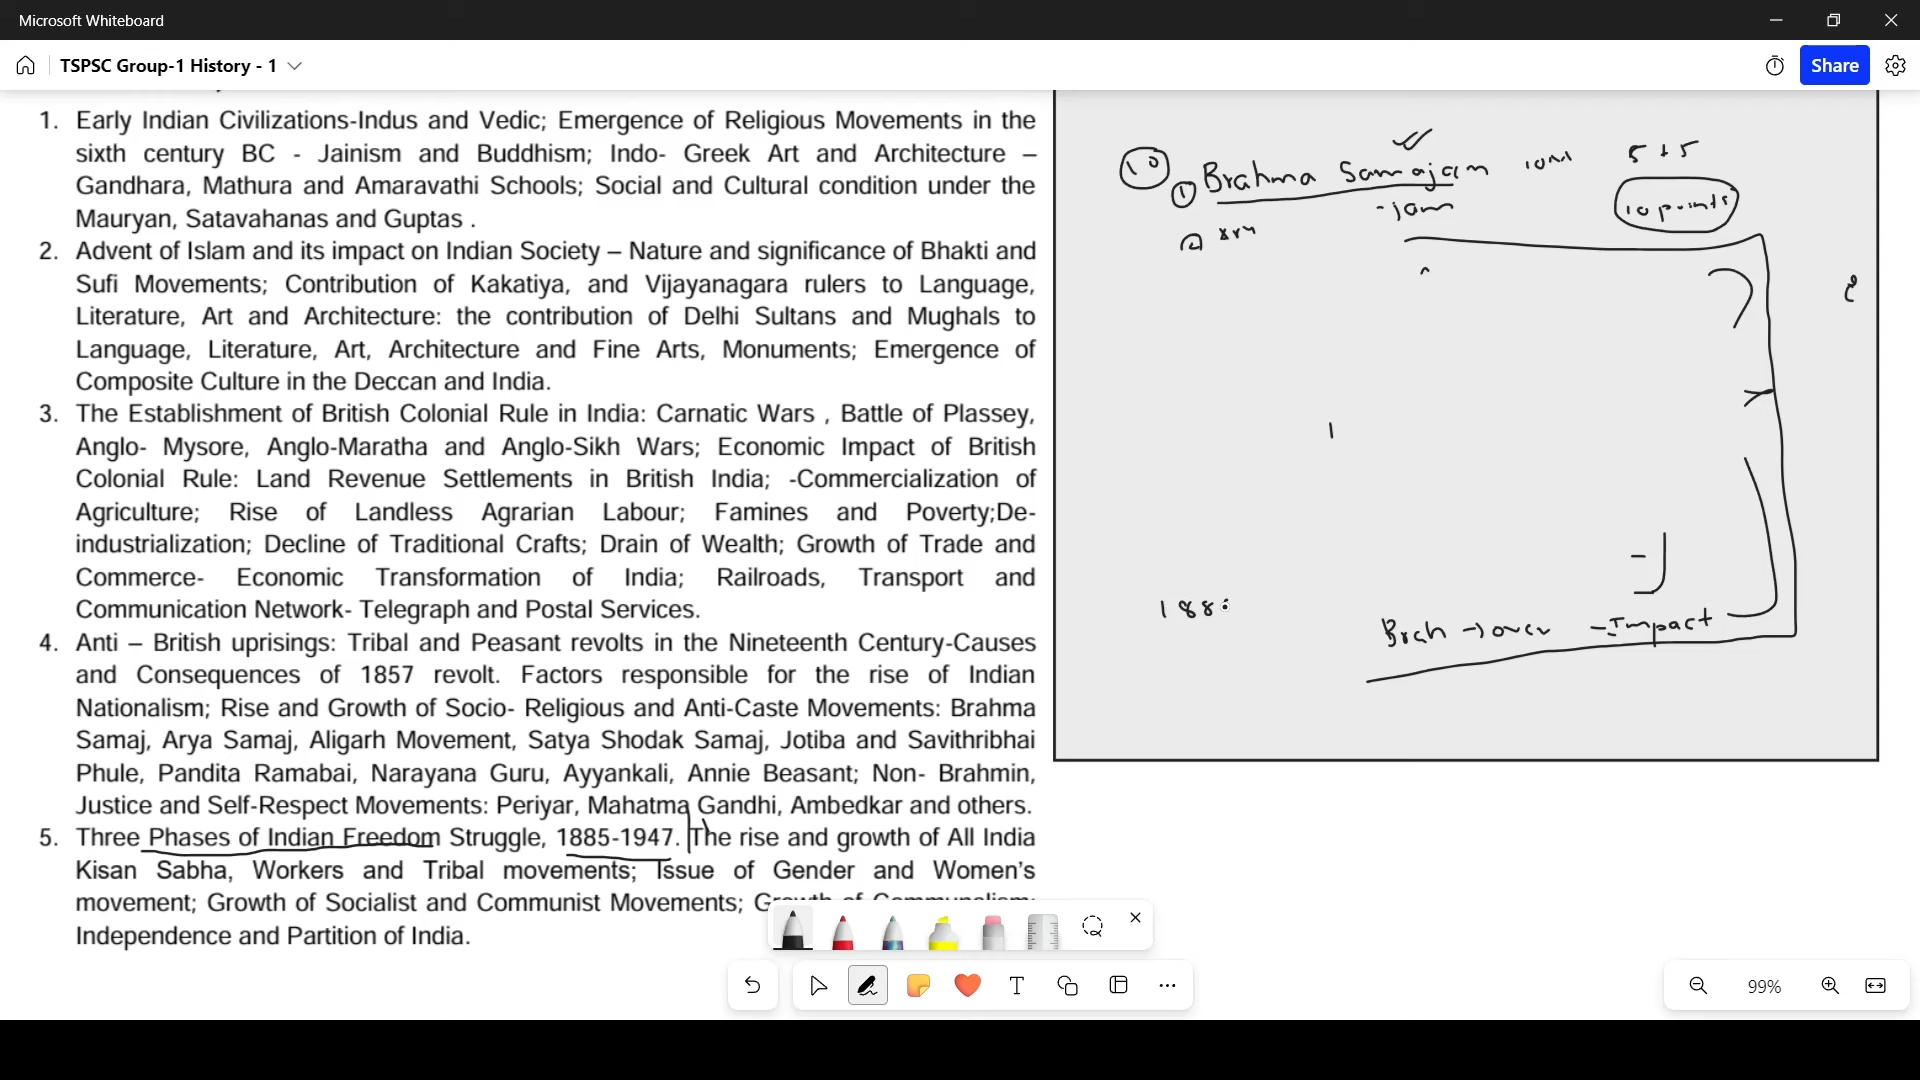 Microsoft Whiteboard
TSPSC Group-1 History - 1
Share
1. Early Indian Civilizations-Indus and Vedic; Emergence of Religious Movements in the
sixth century BC - Jainism and Buddhism; Indo- Greek Art and Architecture –
Gandhara, Mathura and Amaravathi Schools; Social and Cultural condition under the
Mauryan, Satavahanas and Guptas .
2. Advent of Islam and its impact on Indian Society – Nature and significance of Bhakti and
Sufi Movements; Contribution of Kakatiya, and Vijayanagara rulers to Language,
Literature, Art and Architecture: the contribution of Delhi Sultans and Mughals to
Language, Literature, Art, Architecture and Fine Arts, Monuments; Emergence of
Composite Culture in the Deccan and India.
3. The Establishment of British Colonial Rule in India: Carnatic Wars , Battle of Plassey,
Anglo- Mysore, Anglo-Maratha and Anglo-Sikh Wars; Economic Impact of British
Colonial Rule: Land Revenue Settlements in British India; -Commercialization of
Agriculture; Rise of Landless Agrarian Labour; Famines and Poverty;De-
industrialization; Decline of Traditional Crafts; Drain of Wealth; Growth of Trade and
Commerce- Economic Transformation of India; Railroads, Transport and
Communication Network- Telegraph and Postal Services.
4. Anti – British uprisings: Tribal and Peasant revolts in the Nineteenth Century-Causes
and Consequences of 1857 revolt. Factors responsible for the rise of Indian
Nationalism; Rise and Growth of Socio- Religious and Anti-Caste Movements: Brahma
Samaj, Arya Samaj, Aligarh Movement, Satya Shodak Samaj, Jotiba and Savithribhai
Phule, Pandita Ramabai, Narayana Guru, Ayyankali, Annie Beasant; Non- Brahmin,
Justice and Self-Respect Movements: Periyar, Mahatma Gandhi, Ambedkar and others.
5. Three Phases of Indian Freedom Struggle, 1885-1947. The rise and growth of All India
Kisan Sabha, Workers and Tribal movements; Issue of Gender and Women's
movement; Growth of Socialist and Communist Movements; Growth of Communalism;
Independence and Partition of India.
10
1 Brahma Samajam 10M 5 + 5
10 points
188
Brah → over - Impact
99%